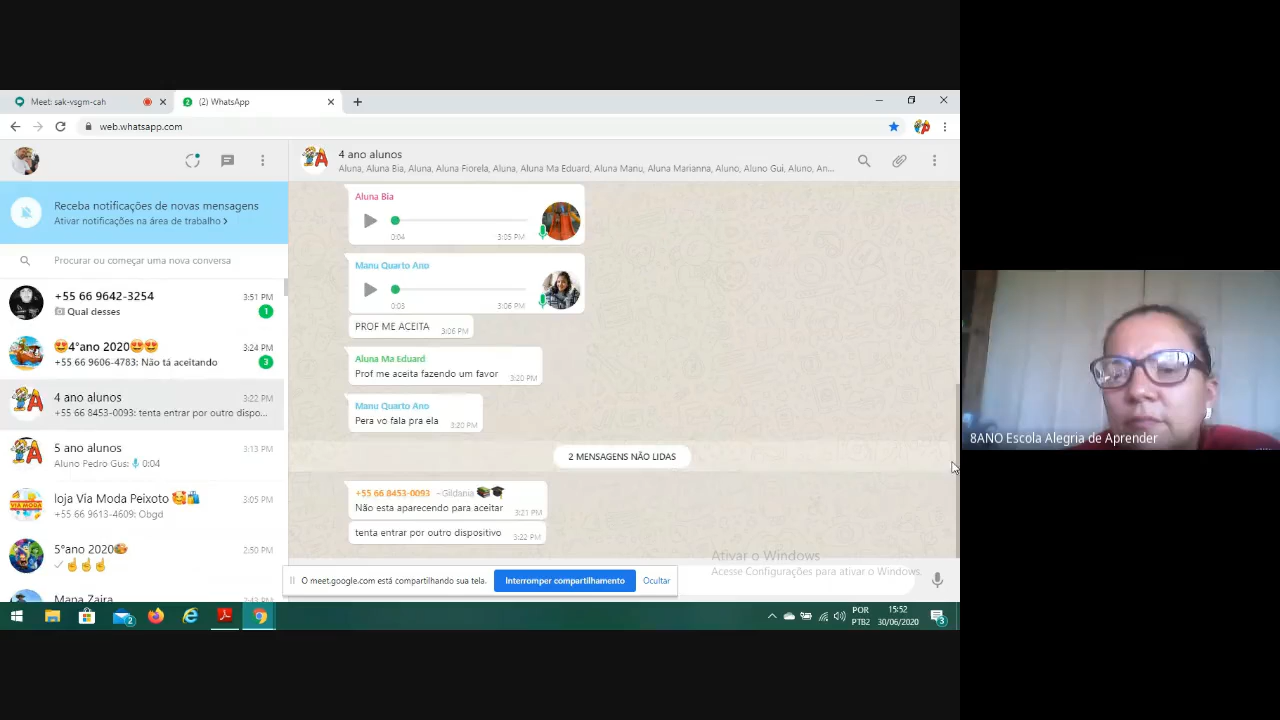 Meet: sak-vsgm-cah
(2) WhatsApp
web.whatsapp.com
Receba notificações de novas mensagens
Ativar notificações na área de trabalho >
Procurar ou começar uma nova conversa
+55 66 9642-3254 3:51 PM
Qual desses 1
😍4°ano 2020😍😍 3:24 PM
+55 66 9606-4783: Não tá aceitando 3
4 ano alunos 3:22 PM
+55 66 8453-0093: tenta entrar por outro dispo...
5 ano alunos 3:13 PM
Aluno Pedro Gus: 0:04
loja Via Moda Peixoto 🥰🛍️ 3:05 PM
+55 66 9613-4609: Obgd
5°ano 2020🥰 2:50 PM
☝☝☝
Mana Zaira 2:43 PM
4 ano alunos
Aluna, Aluna Bia, Aluna, Aluna Fiorela, Aluna, Aluna Ma Eduard, Aluna Manu, Aluna Marianna, Aluno, Aluno Gui, Aluno, An...
Aluna Bia
0:04 3:05 PM
Manu Quarto Ano
0:03 3:06 PM
PROF ME ACEITA 3:06 PM
Aluna Ma Eduard
Prof me aceita fazendo um favor 3:20 PM
Manu Quarto Ano
Pera vo fala pra ela 3:20 PM
2 MENSAGENS NÃO LIDAS
+55 66 8453-0093 ~Gildania 📚🎓
Não esta aparecendo para aceitar 3:21 PM
tenta entrar por outro dispositivo 3:22 PM
Ativar o Windows
Acesse Configurações para ativar o Windows.
O meet.google.com está compartilhando sua tela. Interromper compartilhamento Ocultar
POR 15:52
PTB2 30/06/2020 3
8ANO Escola Alegria de Aprender